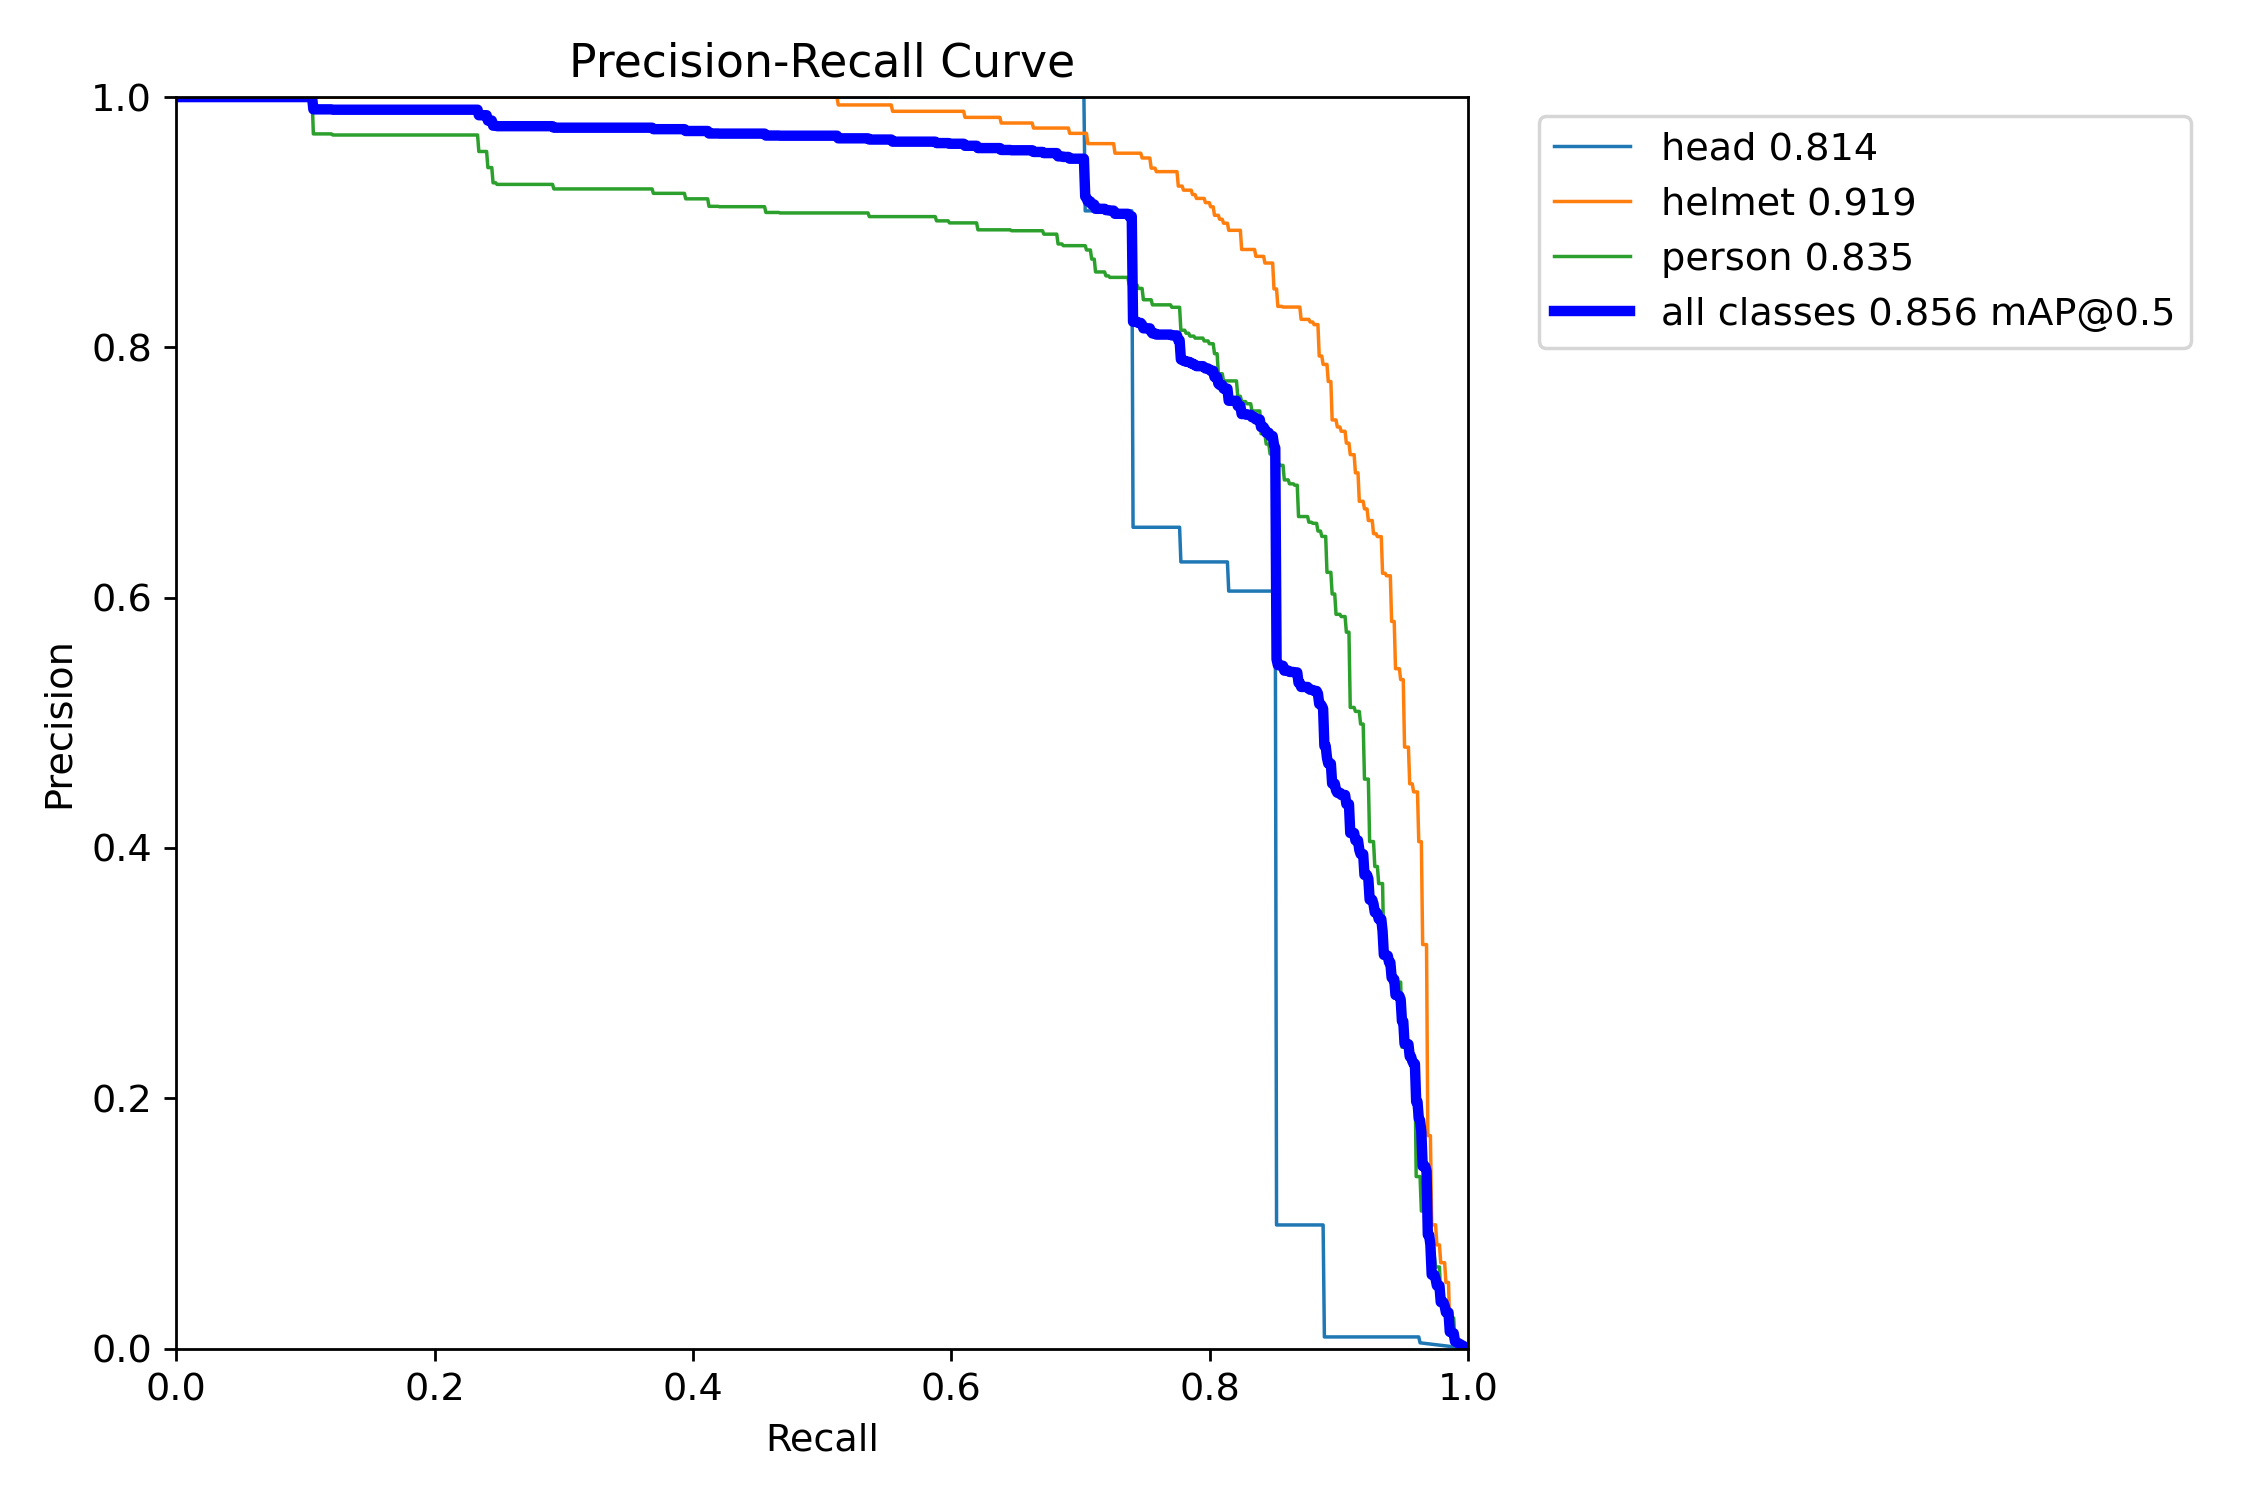 Precision-Recall Curve
1.0
0.8
0.6
0.4
0.2
0.0
Precision
0.0 0.2 0.4 0.6 0.8 1.0
Recall
head 0.814
helmet 0.919
person 0.835
all classes 0.856 mAP@0.5